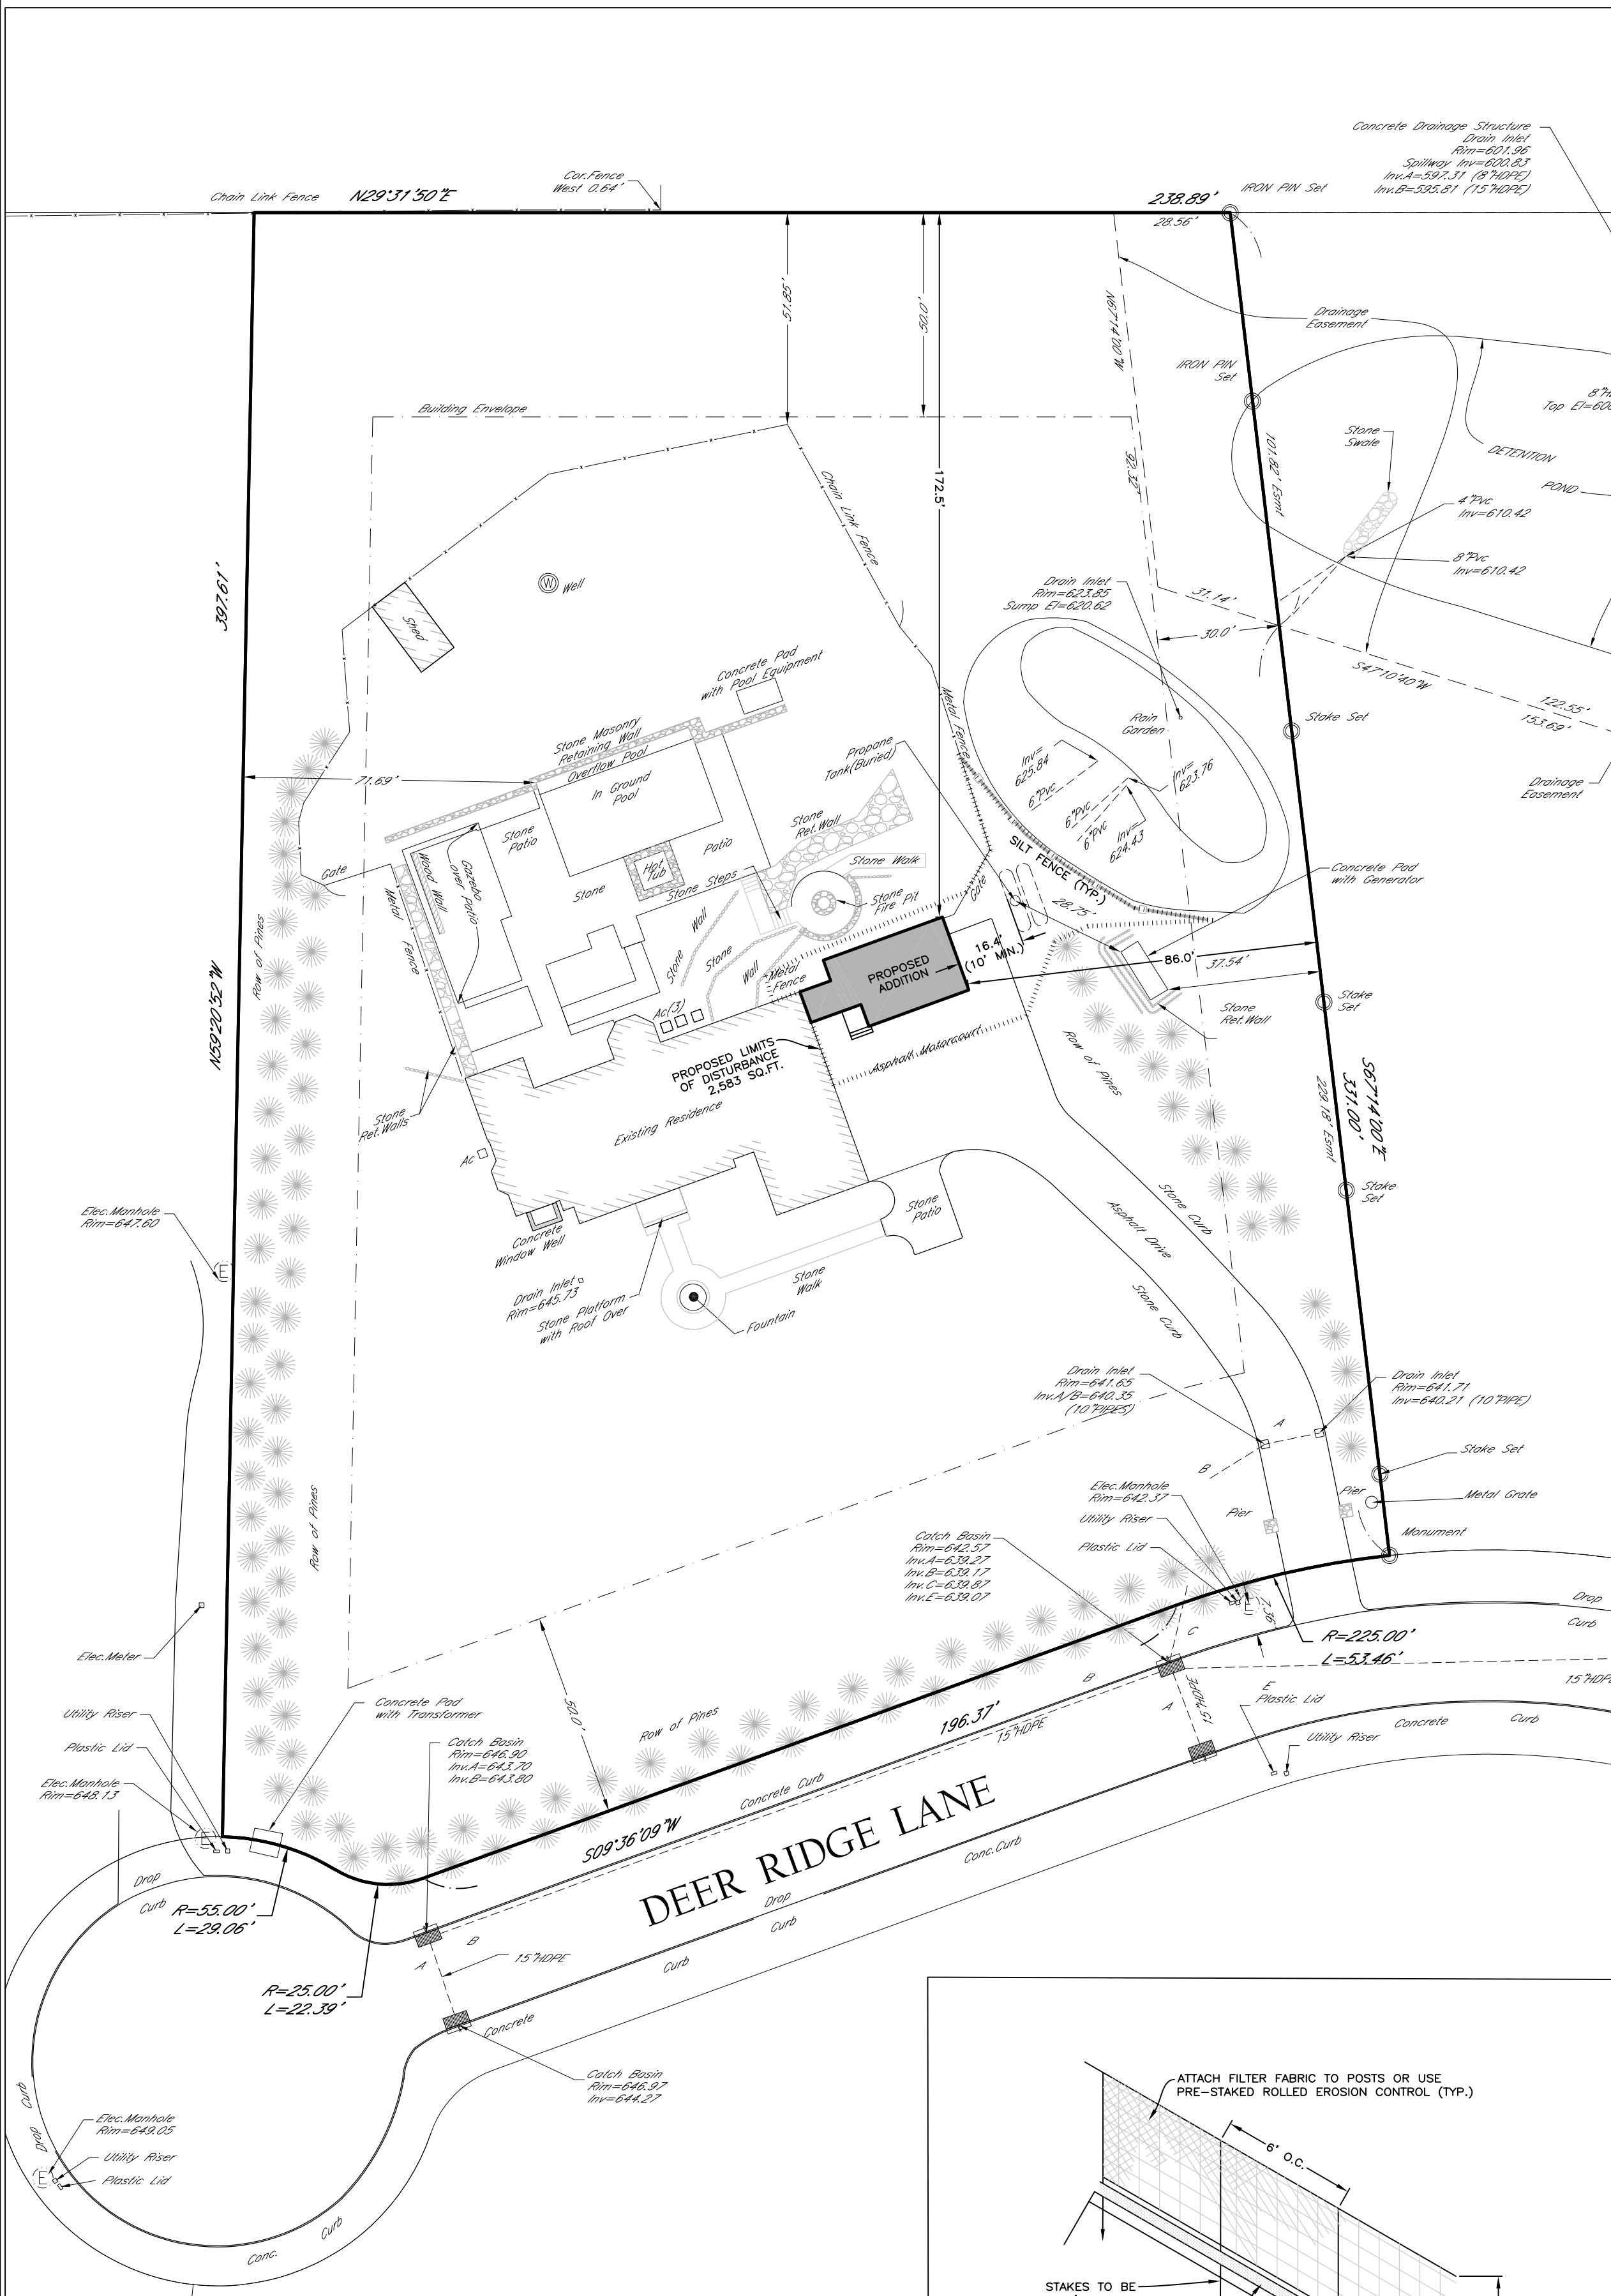 Concrete Drainage Structure
Drain Inlet
Rim=601.96
Spillway Inv=600.83
Inv.A=597.31 (8"HDPE)
Inv.B=595.81 (15"HDPE)
Cor.Fence
West 0.64'
Chain Link Fence
N29°31'50"E
238.89'
28.56'
IRON PIN Set
51.85'
50.0'
N67°14'00"W
Drainage
Easement
IRON PIN
Set
Building Envelope
Stone
Swale
DETENTION
POND
101.82' Esmt
92.32'
172.5'
Chain Link Fence
4"Pvc
Inv=610.42
8"Pvc
Inv=610.42
397.61'
W
Well
Shed
Drain Inlet
Rim=623.85
Sump El=620.62
31.14'
30.0'
S47°10'40"W
122.55'
153.69'
Concrete Pad
with Pool Equipment
Metal Fence
Rain
Garden
Stake Set
Stone Masonry
Retaining Wall
Overflow Pool
In Ground
Pool
Propane
Tank(Buried)
Inv=
625.84
6"Pvc
Inv=
623.76
6"Pvc
6"Pvc
Inv=
624.43
Drainage
Easement
71.69'
Stone
Patio
Stone
Ret.Wall
SILT FENCE (TYP.)
Gate
Wood Wall
Gazebo
over Patio
Metal
Fence
Hot
Tub
Patio
Stone
Stone Steps
Stone Walk
Stone
Fire Pit
Gate
28.75'
Concrete Pad
with Generator
Row of Pines
Stone
Wall
Stone
Wall
Metal
Fence
PROPOSED
ADDITION
16.4'
(10' MIN.)
86.0'
37.54'
Stone
Ret.Wall
Stake
Set
Ac(3)
PROPOSED LIMITS
OF DISTURBANCE
2,583 SQ.FT.
Asphalt Motorcourt
Row of Pines
N59°20'52"W
Stone
Ret.Walls
Existing Residence
S67°14'00"E
331.00'
229.18' Esmt
Ac
Stake
Set
Elec.Manhole
Rim=647.60
E
Concrete
Window Well
Stone
Patio
Stone Curb
Asphalt Drive
Drain Inlet
Rim=645.73
Stone Platform
with Roof Over
Stone
Walk
Fountain
Stone Curb
Drain Inlet
Rim=641.65
Inv.A/B=640.35
(10"PIPES)
Drain Inlet
Rim=641.71
Inv=640.21 (10"PIPE)
A
B
Stake Set
Metal Grate
Pier
Pier
Monument
Row of Pines
Elec.Manhole
Rim=642.37
Utility Riser
Plastic Lid
Catch Basin
Rim=642.57
Inv.A=639.27
Inv.B=639.17
Inv.C=639.87
Inv.E=639.07
7.36'
C
R=225.00'
L=53.46'
Drop
Curb
Elec.Meter
Concrete Pad
with Transformer
50.0'
Row of Pines
196.37'
15"HDPE
B
A
15"HDPE
E
Plastic Lid
Utility Riser
Concrete
Curb
Utility Riser
Plastic Lid
Elec.Manhole
Rim=648.13
Catch Basin
Rim=646.90
Inv.A=643.70
Inv.B=643.80
Concrete Curb
S09°36'09"W
DEER RIDGE LANE
Conc.Curb
Drop
Curb
Drop
Curb
R=55.00'
L=29.06'
A
B
15"HDPE
Curb
R=25.00'
L=22.39'
Concrete
Catch Basin
Rim=646.97
Inv=644.27
Curb
Drop
Elec.Manhole
Rim=649.05
Utility Riser
Plastic Lid
E
Conc.
Curb
ATTACH FILTER FABRIC TO POSTS OR USE
PRE-STAKED ROLLED EROSION CONTROL (TYP.)
6' O.C.
STAKES TO BE